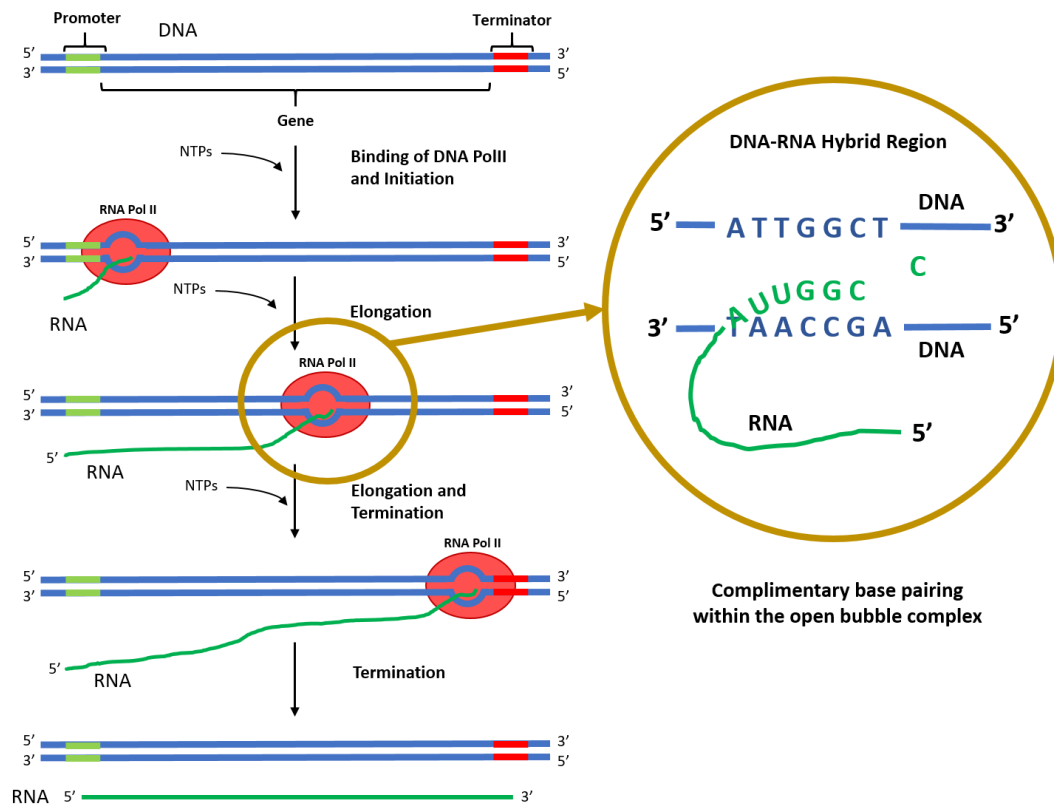 Promoter
DNA
Terminator
5’
3’
3’
5’
Gene
NTPs
Binding of DNA PolII
and Initiation
RNA Pol II
5’
3’
3’
5’
RNA
NTPs
Elongation
RNA Pol II
5’
3’
3’
5’
5’
RNA
NTPs
Elongation and
Termination
RNA Pol II
5’
3’
3’
5’
5’
RNA
Termination
5’
3’
3’
5’
RNA
5’
3’
DNA-RNA Hybrid Region
DNA
5’
ATTGGCT
3’
C
AUUGGC
3’
TAACCGA
5’
DNA
RNA
5’
Complimentary base pairing
within the open bubble complex